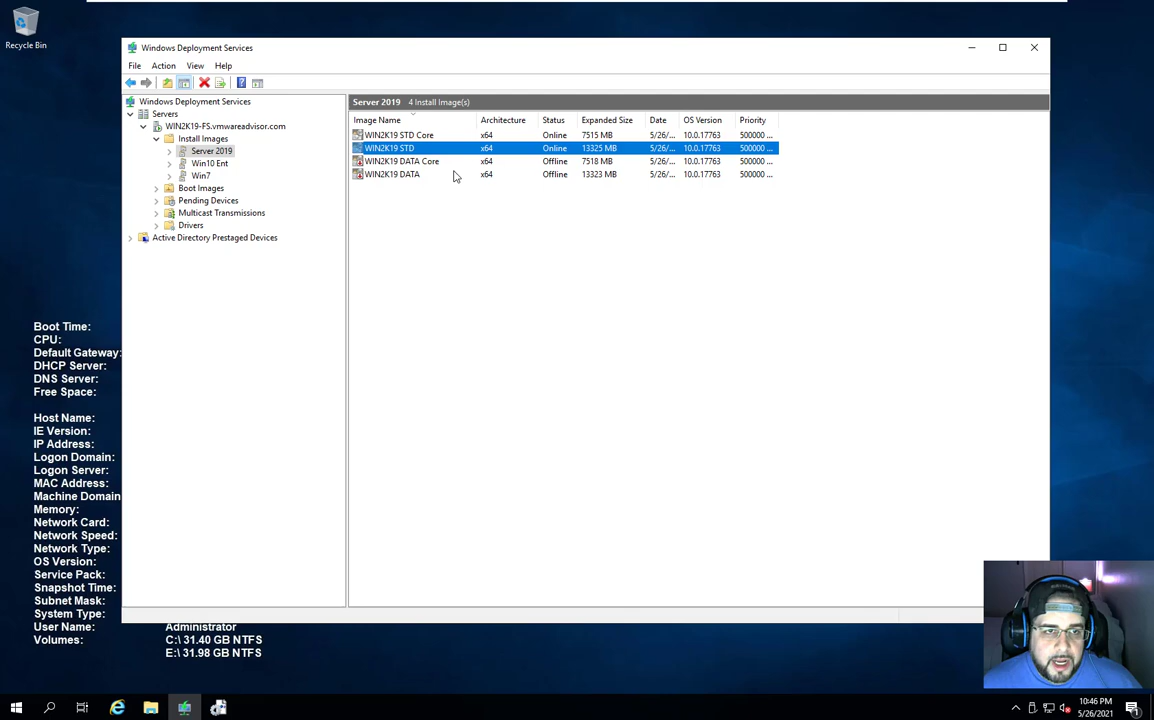 Recycle Bin
Windows Deployment Services
File Action View Help
Windows Deployment Services
Servers
WIN2K19-FS.vmwareadvisor.com
Install Images
Server 2019
Win10 Ent
Win7
Boot Images
Pending Devices
Multicast Transmissions
Drivers
Active Directory Prestaged Devices
Server 2019 4 Install Image(s)
Image Name Architecture Status Expanded Size Date OS Version Priority
WIN2K19 STD Core x64 Online 7515 MB 5/26/... 10.0.17763 500000 ...
WIN2K19 STD x64 Online 13325 MB 5/26/... 10.0.17763 500000 ...
WIN2K19 DATA Core x64 Offline 7518 MB 5/26/... 10.0.17763 500000 ...
WIN2K19 DATA x64 Offline 13323 MB 5/26/... 10.0.17763 500000 ...
Boot Time:
CPU:
Default Gateway:
DHCP Server:
DNS Server:
Free Space:
Host Name:
IE Version:
IP Address:
Logon Domain:
Logon Server:
MAC Address:
Machine Domain
Memory:
Network Card:
Network Speed:
Network Type:
OS Version:
Service Pack:
Snapshot Time:
Subnet Mask:
System Type:
User Name: Administrator
Volumes: C:\ 31.40 GB NTFS
E:\ 31.98 GB NTFS
10:46 PM
5/26/2021
1